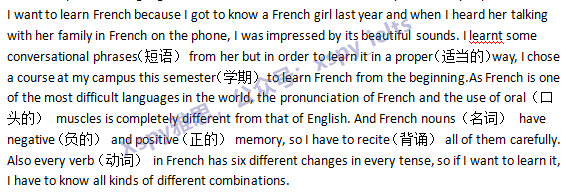 I want to learn French because I got to know a French girl last year and when I heard her talking
with her family in French on the phone, I was impressed by its beautiful sounds. I learnt some
conversational phrases(短语) from her but in order to learn it in a proper(适当的)way, I chose
a course at my campus this semester(学期) to learn French from the beginning.As French is one
of the most difficult languages in the world, the pronunciation of French and the use of oral(口
头的) muscles is completely different from that of English. And French nouns(名词) have
negative(负的) and positive(正的) memory, so I have to recite(背诵) all of them carefully.
Also every verb(动词) in French has six different changes in every tense, so if I want to learn it,
I have to know all kinds of different combinations.